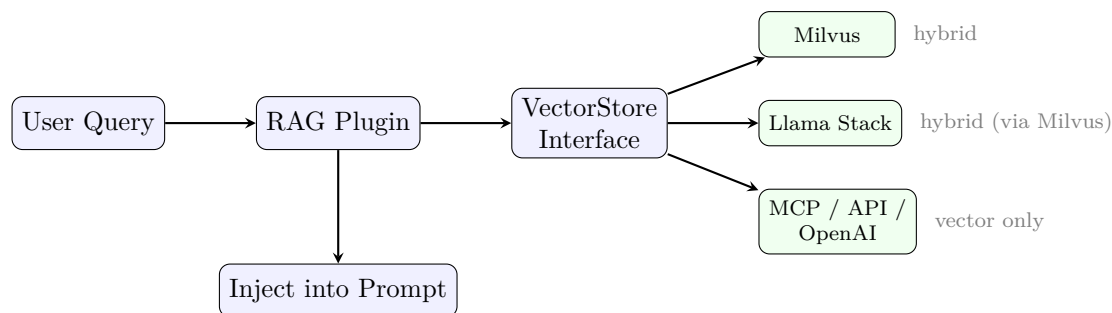 Milvus
hybrid
User Query
RAG Plugin
VectorStore
Interface
Llama Stack
hybrid (via Milvus)
MCP / API /
OpenAI
vector only
Inject into Prompt